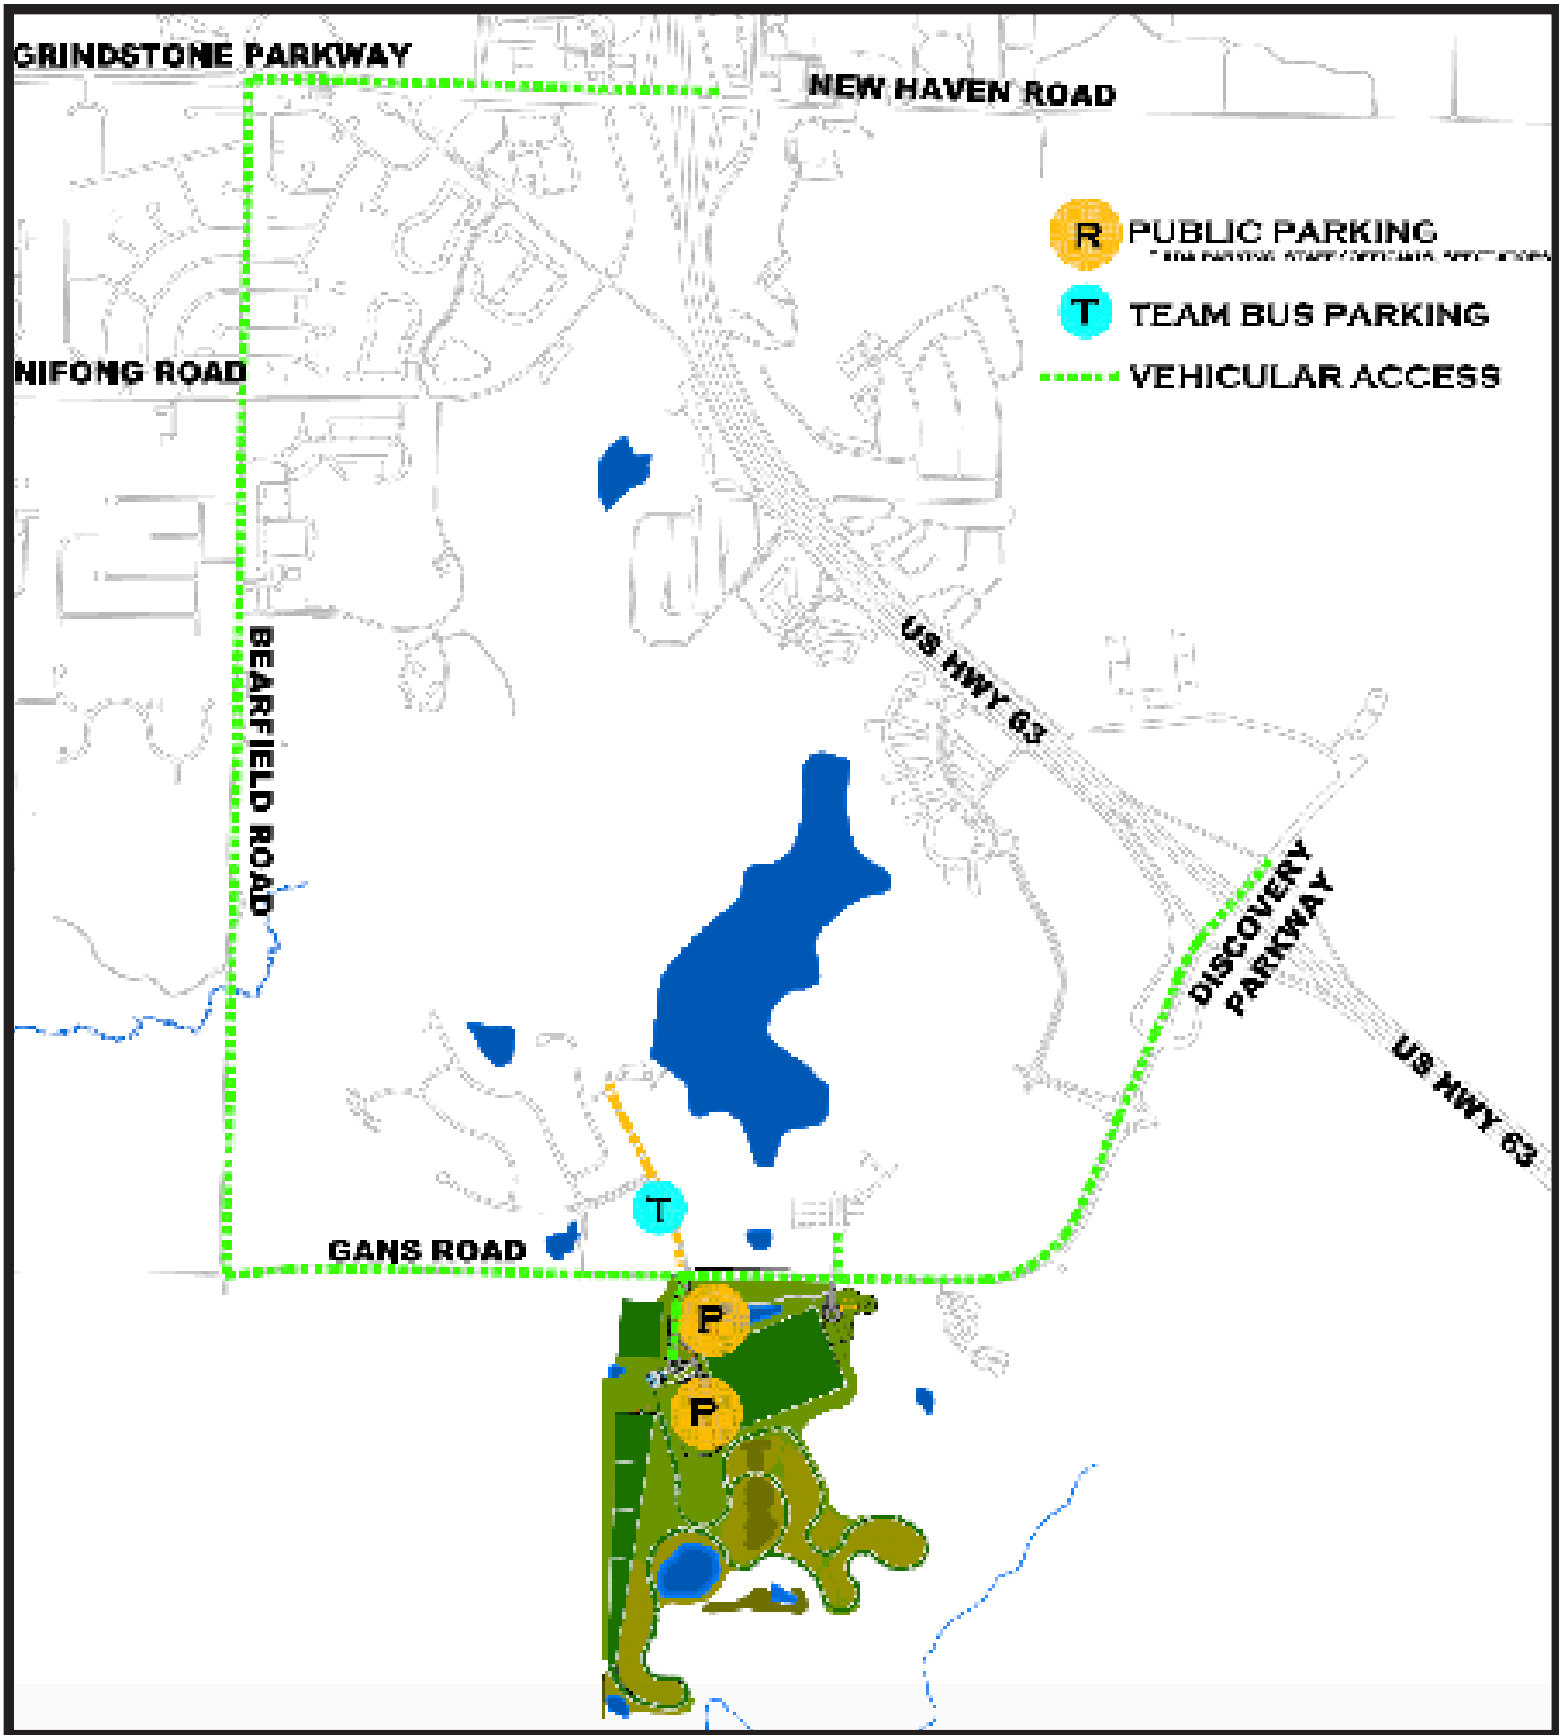 GRINDSTONE PARKWAY
NEW HAVEN ROAD
R PUBLIC PARKING
T TEAM BUS PARKING
VEHICULAR ACCESS
NIFONG ROAD
US HWY 63
BEARFIELD ROAD
DISCOVERY
PARKWAY
US HWY 63
T
GANS ROAD
P
P